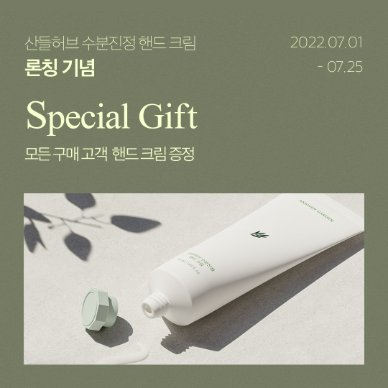 산들허브 수분진정 핸드 크림
론칭 기념
2022.07.01
- 07.25
Special Gift
모든 구매 고객 핸드 크림 증정